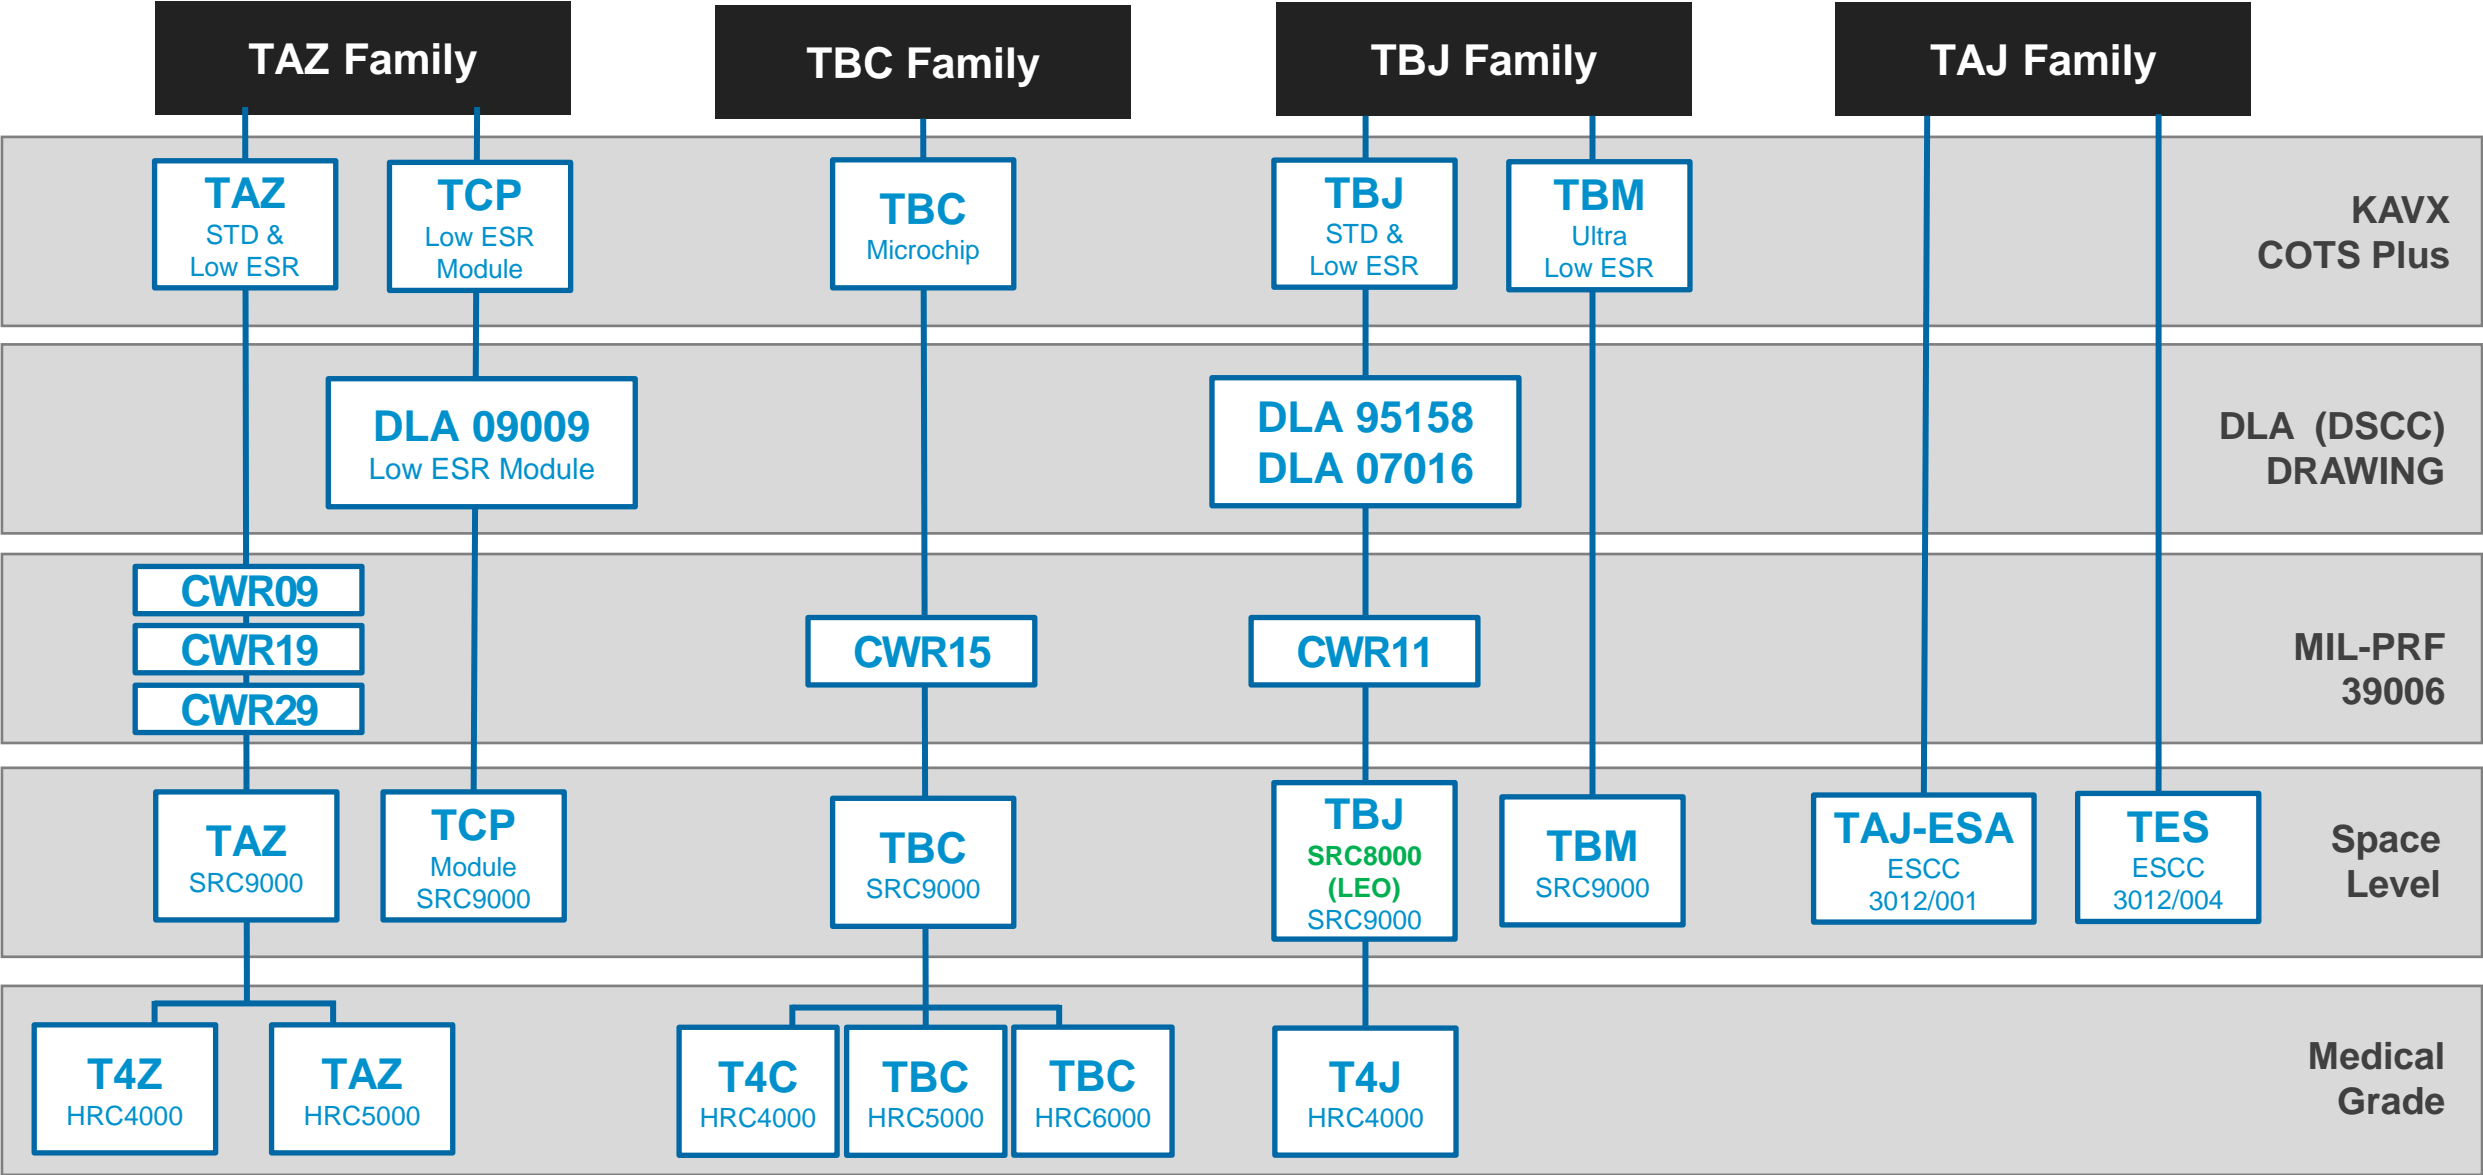 TAZ Family
TBC Family
TBJ Family
TAJ Family
TAZ
STD &
Low ESR
TCP
Low ESR
Module
TBC
Microchip
TBJ
STD &
Low ESR
TBM
Ultra
Low ESR
KAVX
COTS Plus
DLA 09009
Low ESR Module
DLA 95158
DLA 07016
DLA (DSCC)
DRAWING
CWR09
CWR19
CWR29
CWR15
CWR11
MIL-PRF
39006
TAZ
SRC9000
TCP
Module
SRC9000
TBC
SRC9000
TBJ
SRC8000
(LEO)
SRC9000
TBM
SRC9000
TAJ-ESA
ESCC
3012/001
TES
ESCC
3012/004
Space
Level
T4Z
HRC4000
TAZ
HRC5000
T4C
HRC4000
TBC
HRC5000
TBC
HRC6000
T4J
HRC4000
Medical
Grade